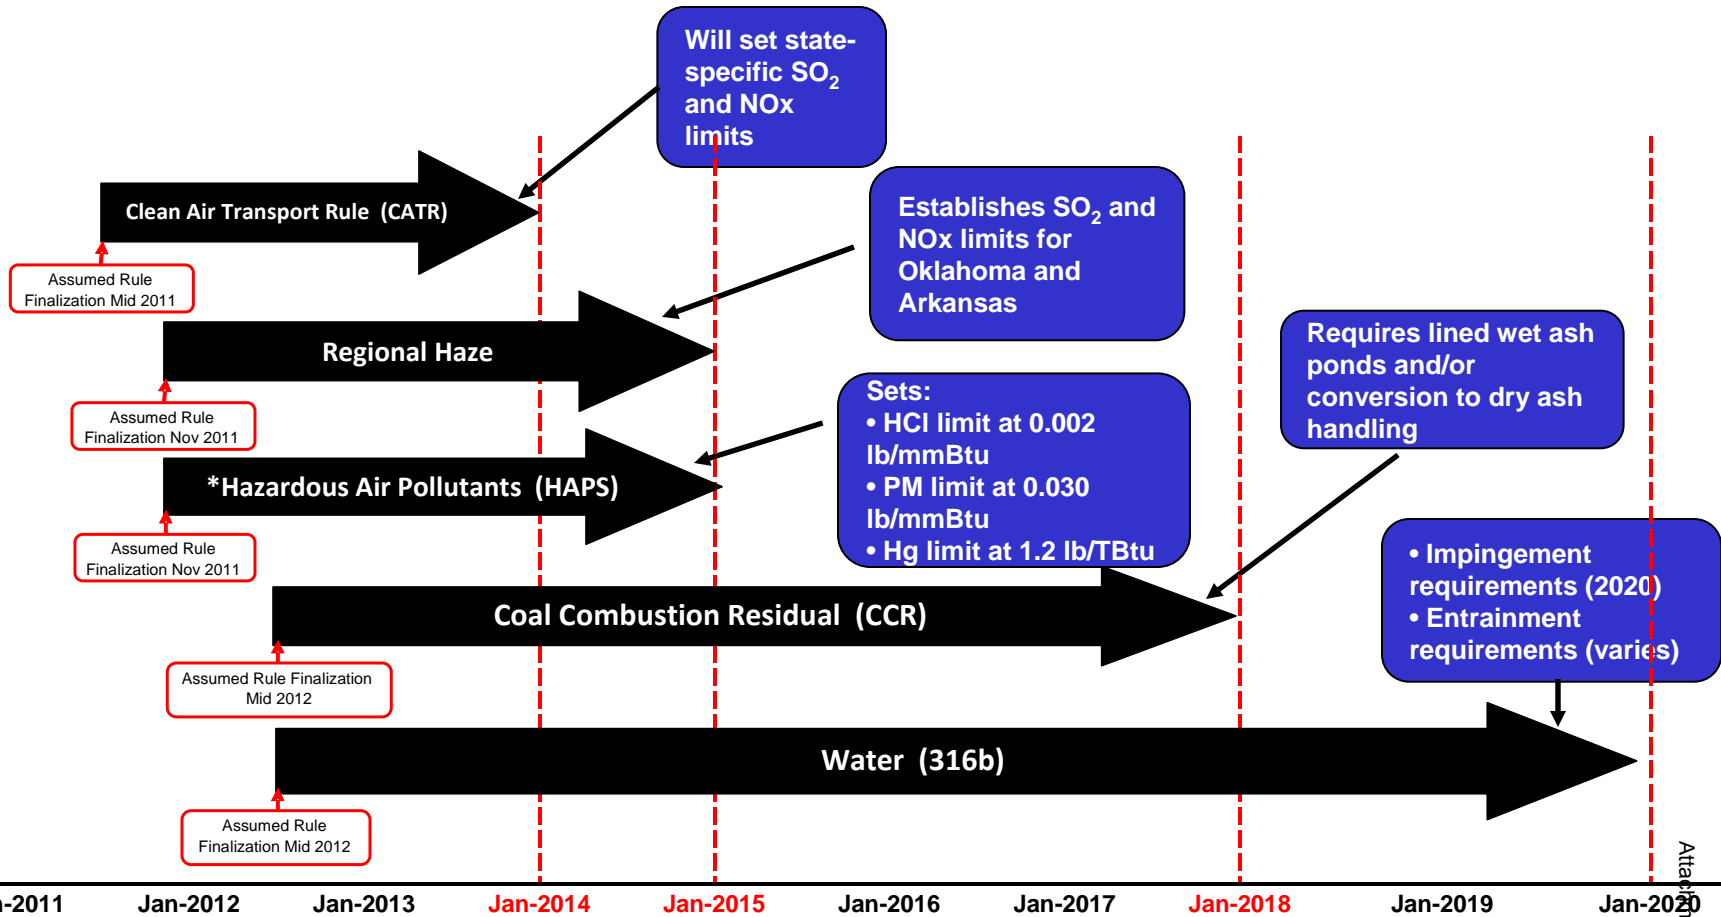 Will set state-
specific SO2
and NOx
limits
Clean Air Transport Rule (CATR)
Establishes SO2 and
NOx limits for
Oklahoma and
Arkansas
Assumed Rule
Finalization Mid 2011
Regional Haze
Requires lined wet ash
ponds and/or
conversion to dry ash
handling
Sets:
• HCl limit at 0.002
lb/mmBtu
• PM limit at 0.030
lb/mmBtu
• Hg limit at 1.2 lb/TBtu
Assumed Rule
Finalization Nov 2011
*Hazardous Air Pollutants (HAPS)
Assumed Rule
Finalization Nov 2011
• Impingement
requirements (2020)
• Entrainment
requirements (varies)
Coal Combustion Residual (CCR)
Assumed Rule Finalization
Mid 2012
Water (316b)
Assumed Rule
Finalization Mid 2012
n-2011 Jan-2012 Jan-2013 Jan-2014 Jan-2015 Jan-2016 Jan-2017 Jan-2018 Jan-2019 Jan-2020